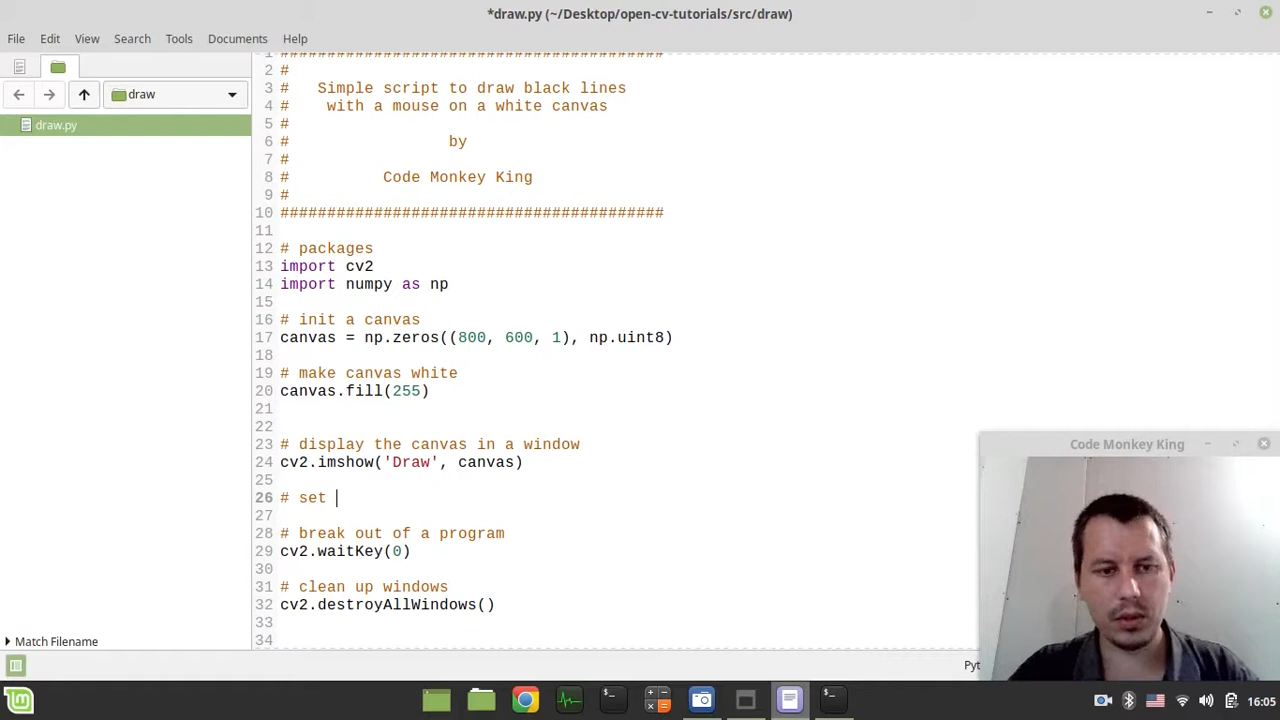 *draw.py (~/Desktop/open-cv-tutorials/src/draw)
File Edit View Search Tools Documents Help
draw
draw.py
1 #########################################
2 #
3 #   Simple script to draw black lines
4 #    with a mouse on a white canvas
5 #
6 #                 by
7 #
8 #          Code Monkey King
9 #
10 #########################################
11
12 # packages
13 import cv2
14 import numpy as np
15
16 # init a canvas
17 canvas = np.zeros((800, 600, 1), np.uint8)
18
19 # make canvas white
20 canvas.fill(255)
21
22
23 # display the canvas in a window
24 cv2.imshow('Draw', canvas)
25
26 # set
27
28 # break out of a program
29 cv2.waitKey(0)
30
31 # clean up windows
32 cv2.destroyAllWindows()
33
34
Code Monkey King
Match Filename
Pyt
16:05